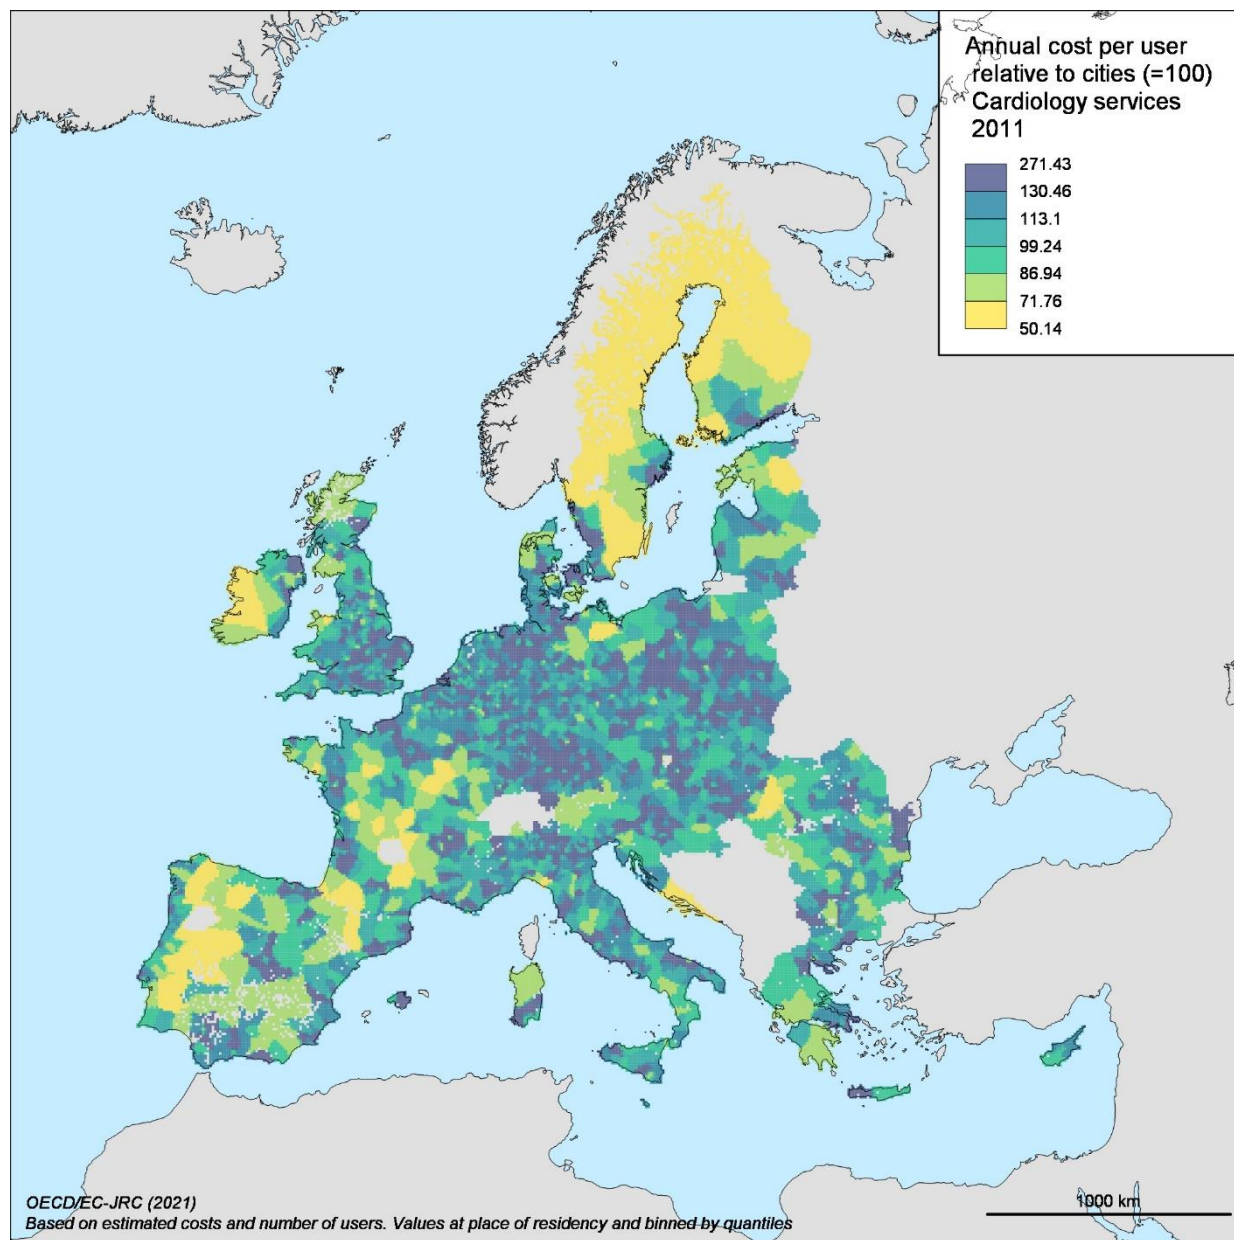 Annual cost per user
relative to cities (=100)
Cardiology services
2011
271.43
130.46
113.1
99.24
86.94
71.76
50.14
OECD/EC-JRC (2021)
Based on estimated costs and number of users. Values at place of residency and binned by quantiles
1000 km